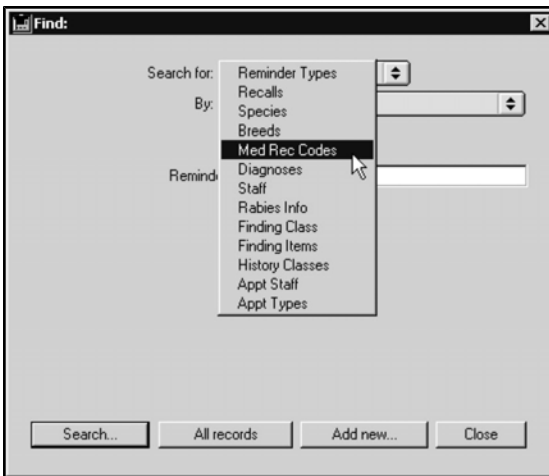 Find:
Search for:
By:
Remind
Reminder Types
Recalls
Species
Breeds
Med Rec Codes
Diagnoses
Staff
Rabies Info
Finding Class
Finding Items
History Classes
Appt Staff
Appt Types
Search...
All records
Add new...
Close